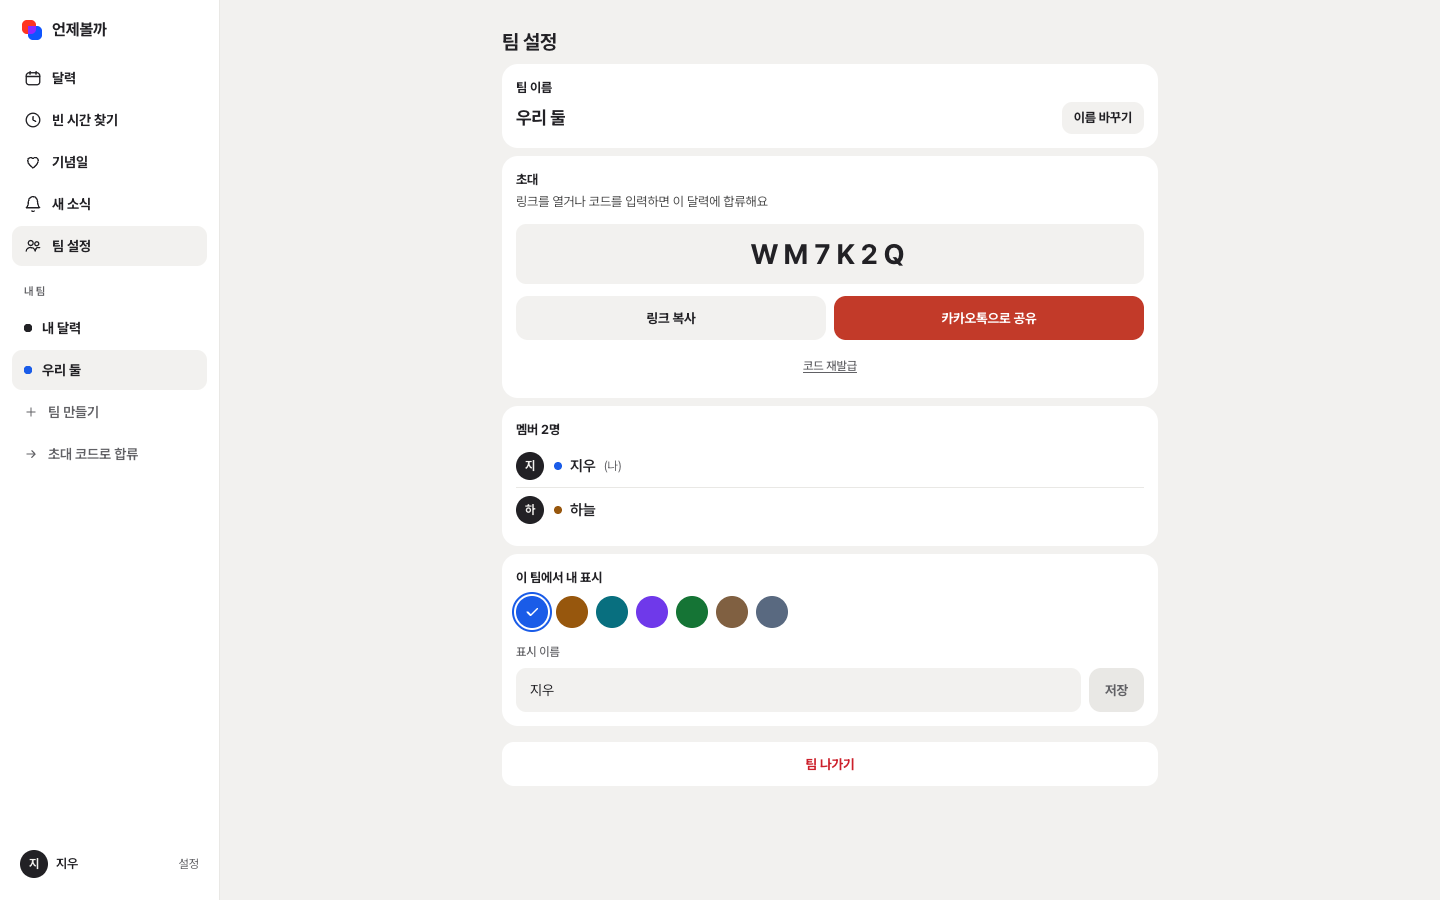 언제볼까
달력
빈 시간 찾기
기념일
새 소식
팀 설정
내 팀
내 달력
우리 둘
팀 만들기
초대 코드로 합류
지
지우
설정
팀 설정
팀 이름
우리 둘
이름 바꾸기
초대
링크를 열거나 코드를 입력하면 이 달력에 합류해요
WM7K2Q
링크 복사
카카오톡으로 공유
코드 재발급
멤버 2명
지
지우 (나)
하
하늘
이 팀에서 내 표시
표시 이름
지우
저장
팀 나가기